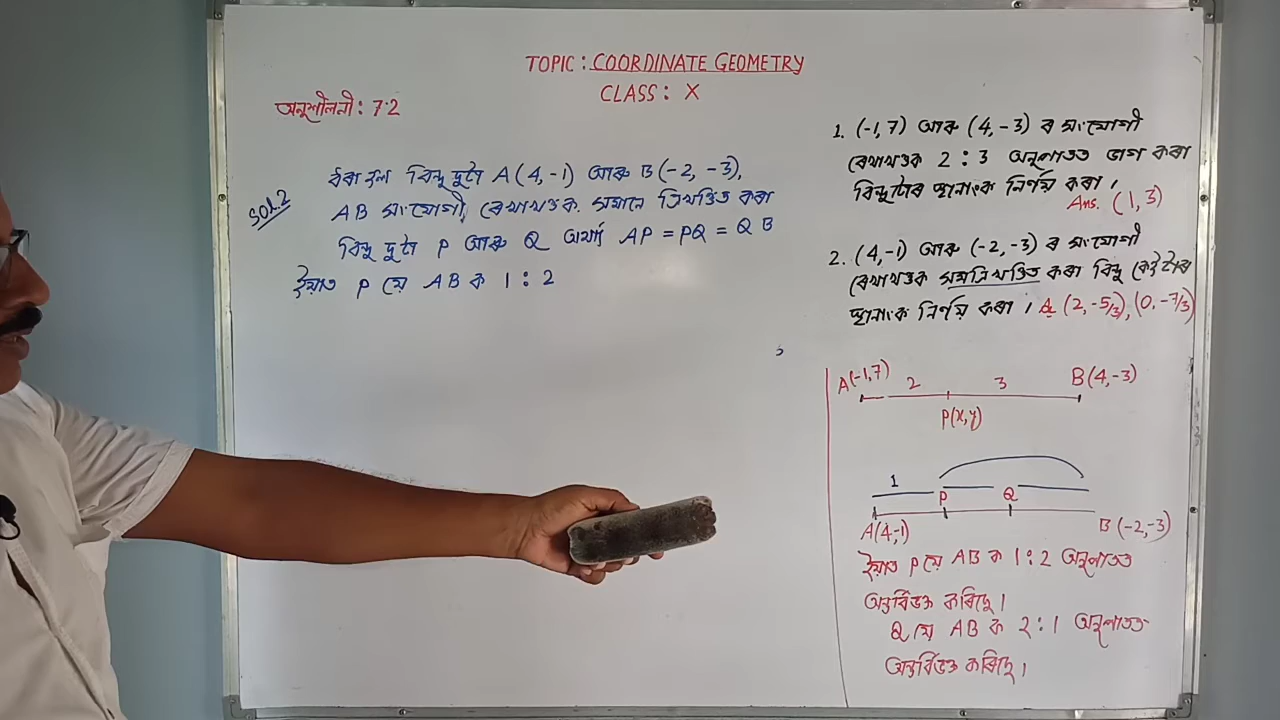 TOPIC: COORDINATE GEOMETRY
CLASS: X
অনুশীলনী: 7.2
SOL.2
ধৰা হ'ল বিন্দু দুটা A(4,-1) আৰু B(-2, -3),
AB সংযোগী ৰেখাখণ্ডক সমানে ত্ৰিখণ্ডিত কৰা
বিন্দু দুটা P আৰু Q অৰ্থাৎ AP = PQ = QB
ইয়াত P য়ে AB ক 1 : 2
1. (-1,7) আৰু (4,-3) ৰ সংযোগী
ৰেখাখণ্ডক 2 : 3 অনুপাতত ভাগ কৰা
বিন্দুটোৰ স্থানাংক নিৰ্ণয় কৰা।
Ans. (1, 3)
2. (4,-1) আৰু (-2, -3) ৰ সংযোগী
ৰেখাখণ্ডক সমত্ৰিখণ্ডিত কৰা বিন্দু কেইটাৰ
স্থানাংক নিৰ্ণয় কৰা। A (2, -5/3), (0, -7/3)
A(-1,7) 2 3 B(4,-3)
P(x,y)
1
P Q
A(4,-1) B(-2,-3)
ইয়াত P য়ে AB ক 1:2 অনুপাতত
অন্তৰ্বিভক্ত কৰিছে।
Q য়ে AB ক 2:1 অনুপাতত
অন্তৰ্বিভক্ত কৰিছে।